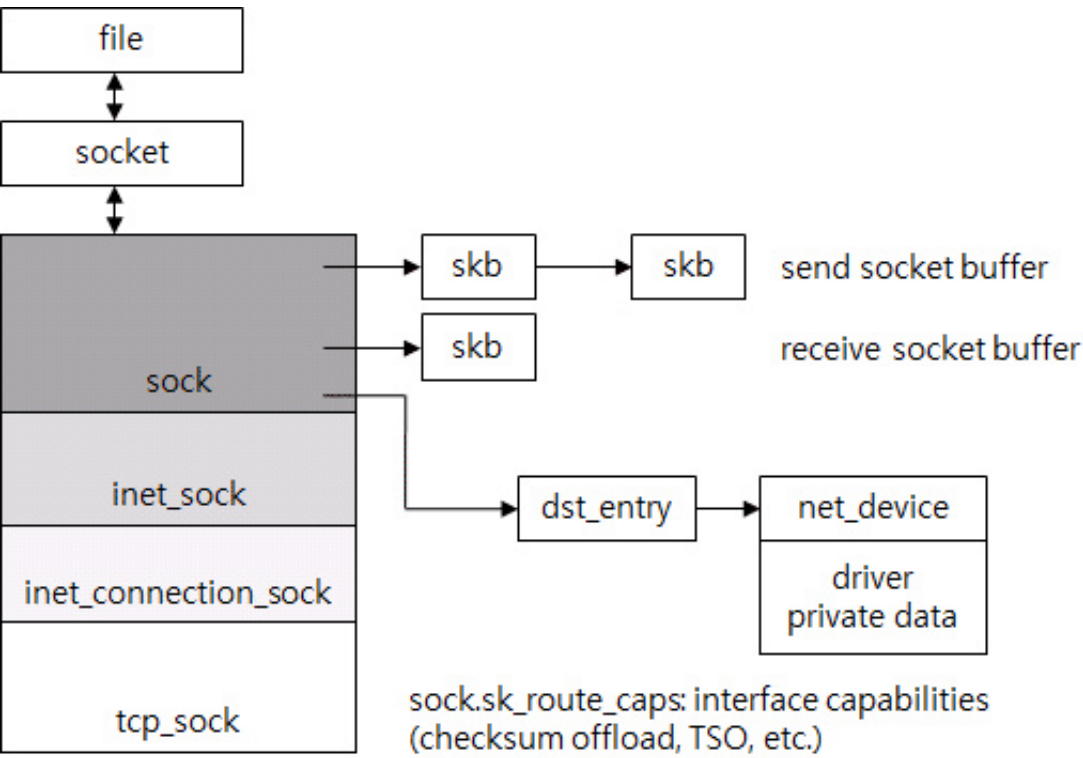 file
socket
skb
skb
send socket buffer
skb
receive socket buffer
sock
inet_sock
dst_entry
net_device
inet_connection_sock
driver
private data
tcp_sock
sock.sk_route_caps: interface capabilities
(checksum offload, TSO, etc.)